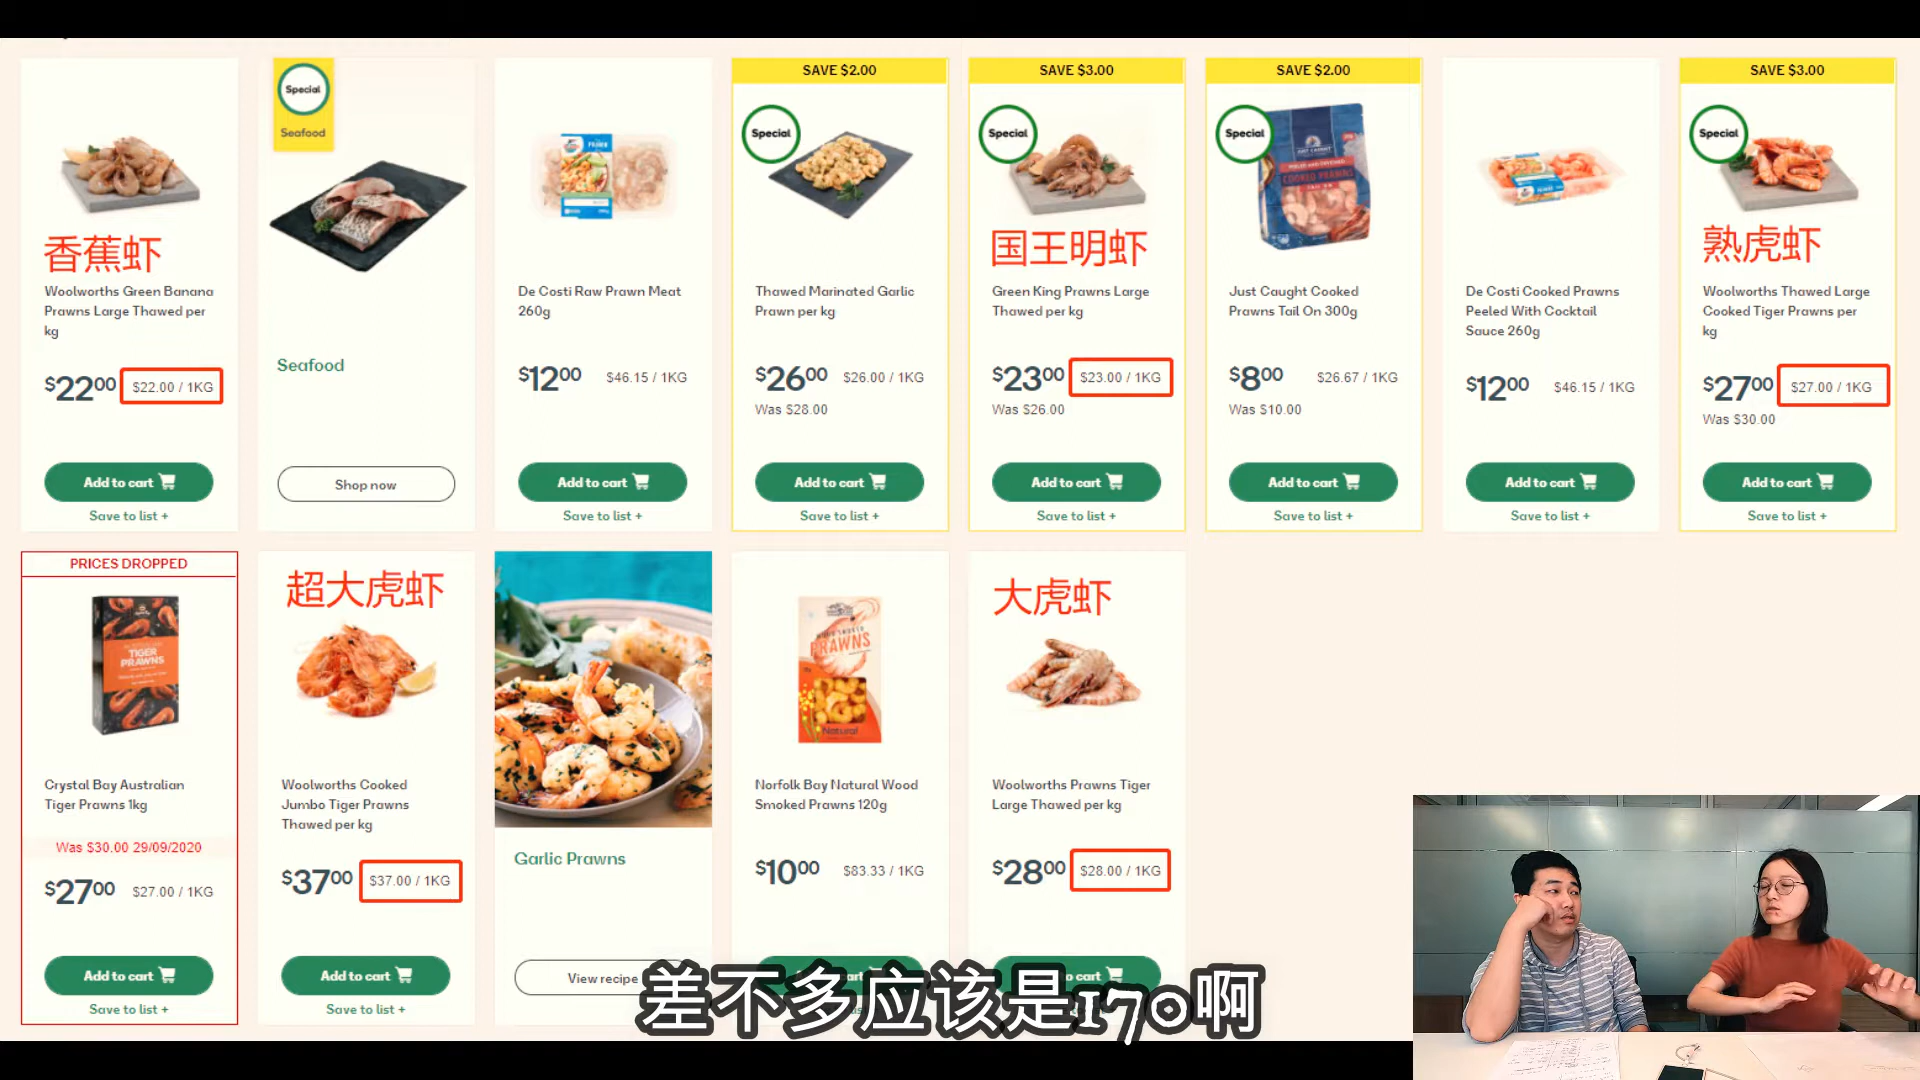 Special
Seafood
香蕉虾
Woolworths Green Banana
Prawns Large Thawed per
kg
$22.00
$22.00 / 1KG
Add to cart
Save to list +
Seafood
Shop now
De Costi Raw Prawn Meat
260g
$12.00
$46.15 / 1KG
Add to cart
Save to list +
SAVE $2.00
Special
Thawed Marinated Garlic
Prawn per kg
$26.00
$26.00 / 1KG
Was $28.00
Add to cart
Save to list +
SAVE $3.00
Special
国王明虾
Green King Prawns Large
Thawed per kg
$23.00
$23.00 / 1KG
Was $26.00
Add to cart
Save to list +
SAVE $2.00
Special
JUST CAUGHT
COOKED PRAWNS
TAIL ON
Just Caught Cooked
Prawns Tail On 300g
$8.00
$26.67 / 1KG
Was $10.00
Add to cart
Save to list +
De Costi Cooked Prawns
Peeled With Cocktail
Sauce 260g
$12.00
$46.15 / 1KG
Add to cart
Save to list +
SAVE $3.00
Special
熟虎虾
Woolworths Thawed Large
Cooked Tiger Prawns per
kg
$27.00
$27.00 / 1KG
Was $30.00
Add to cart
Save to list +
PRICES DROPPED
TIGER
PRAWNS
Crystal Bay Australian
Tiger Prawns 1kg
Was $30.00 29/09/2020
$27.00
$27.00 / 1KG
Add to cart
Save to list +
超大虎虾
Woolworths Cooked
Jumbo Tiger Prawns
Thawed per kg
$37.00
$37.00 / 1KG
Add to cart
Save to list +
Garlic Prawns
View recipe
PRAWNS
Natural
Norfolk Bay Natural Wood
Smoked Prawns 120g
$10.00
$83.33 / 1KG
大虎虾
Woolworths Prawns Tiger
Large Thawed per kg
$28.00
$28.00 / 1KG
差不多应该是170啊